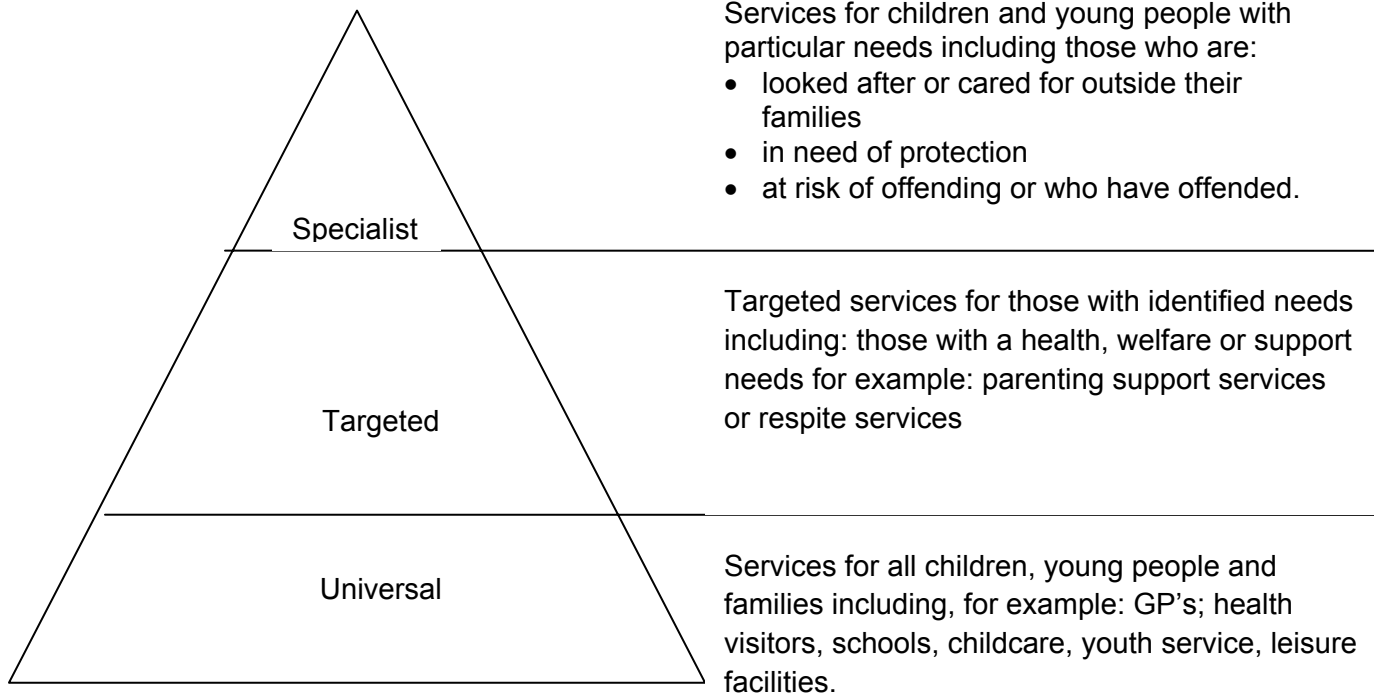 Services for children and young people with
particular needs including those who are:
• looked after or cared for outside their
families
• in need of protection
• at risk of offending or who have offended.
Specialist
Targeted services for those with identified needs
including: those with a health, welfare or support
needs for example: parenting support services
or respite services
Targeted
Services for all children, young people and
families including, for example: GP’s; health
visitors, schools, childcare, youth service, leisure
facilities.
Universal